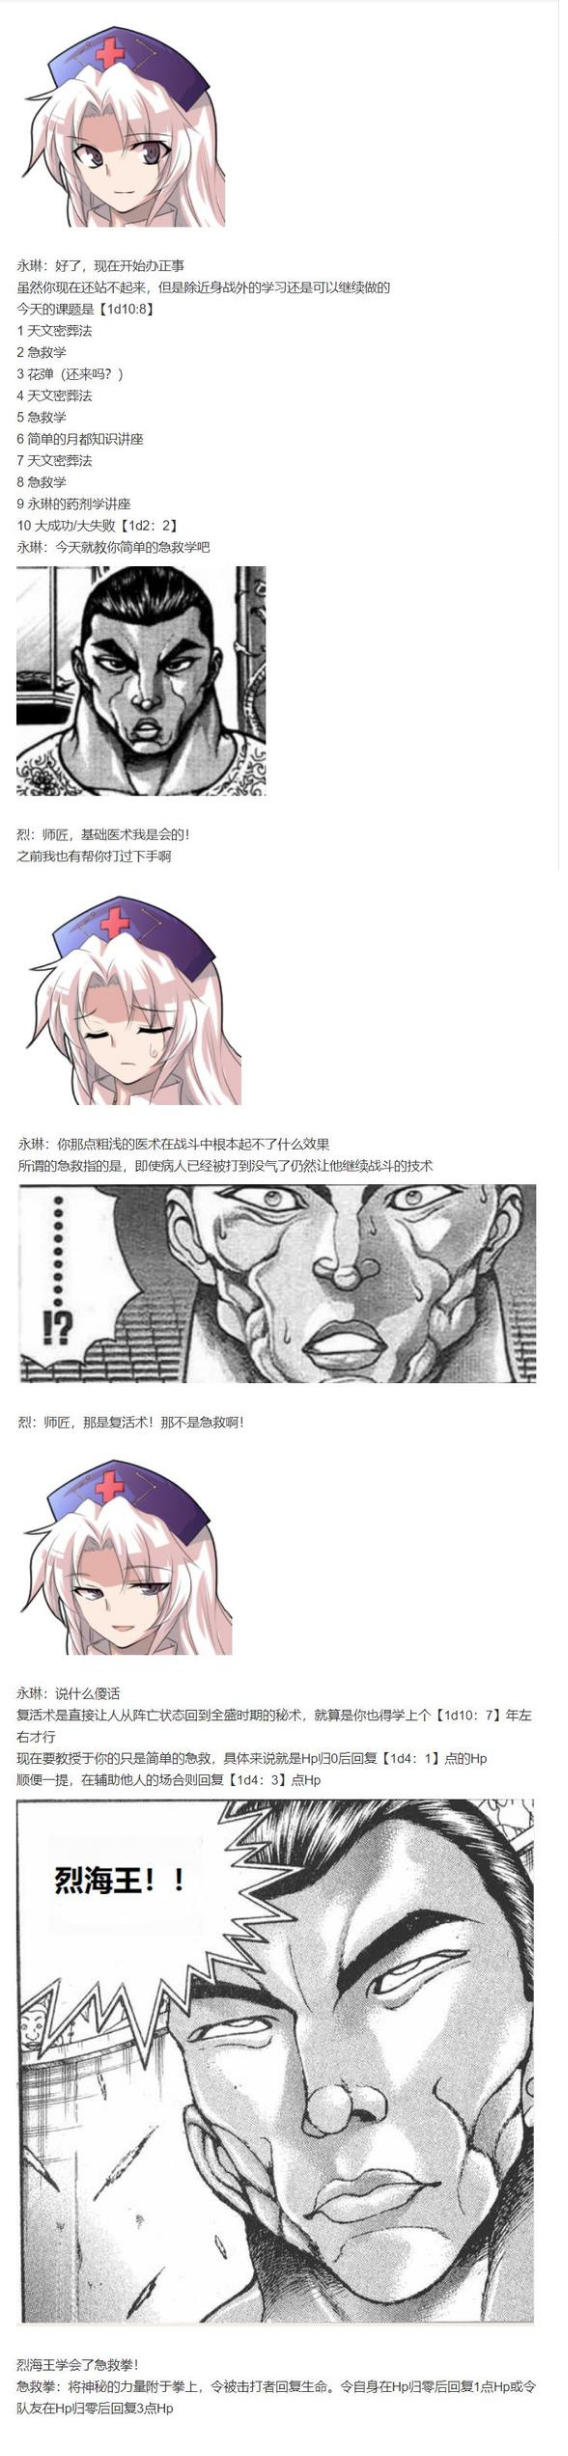 永琳：好了，现在开始办正事
虽然你现在还站不起来，但是除近身战外的学习还是可以继续做的
今天的课题是【1d10:8】
1 天文密葬法
2 急救学
3 花弹（还来吗？）
4 天文密葬法
5 急救学
6 简单的月都知识讲座
7 天文密葬法
8 急救学
9 永琳的药剂学讲座
10 大成功/大失败【1d2：2】
永琳：今天就教你简单的急救学吧
烈：师匠，基础医术我是会的！
之前我也有帮你打过下手啊
永琳：你那点粗浅的医术在战斗中根本起不了什么效果
所谓的急救指的是，即使病人已经被打到没气了仍然让他继续战斗的技术
………!?
烈：师匠，那是复活术！那不是急救啊！
永琳：说什么傻话
复活术是直接让人从阵亡状态回到全盛时期的秘术，就算是你也得学上个【1d10：7】年左
右才行
现在要教授于你的只是简单的急救，具体来说就是Hp归0后回复【1d4：1】点的Hp
顺便一提，在辅助他人的场合则回复【1d4：3】点Hp
烈海王！！
烈海王学会了急救拳！
急救拳：将神秘的力量附于拳上，令被击打者回复生命。令自身在Hp归零后回复1点Hp或令
队友在Hp归零后回复3点Hp